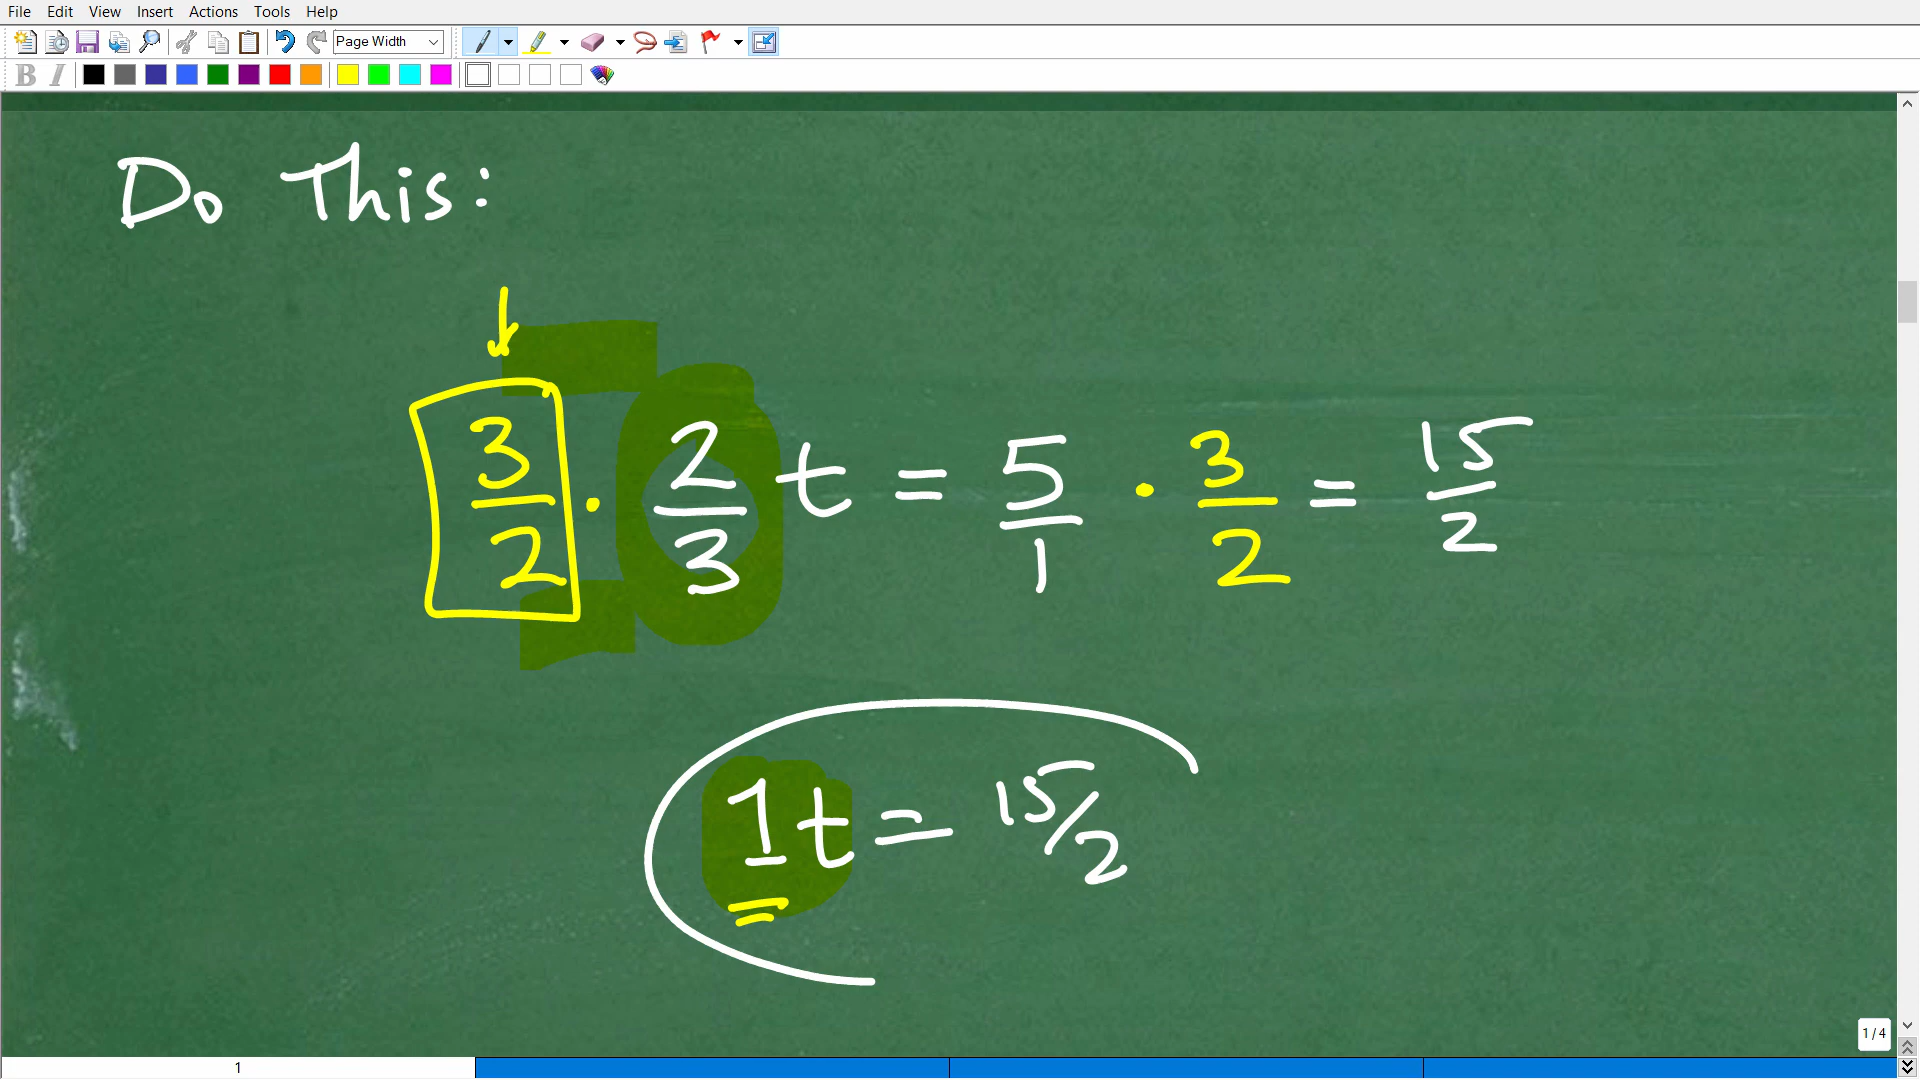 File Edit View Insert Actions Tools Help
Page Width
B I
Do This:
3/2 · 2/3 t = 5/1 · 3/2 = 15/2
1t = 15/2
1/4
1